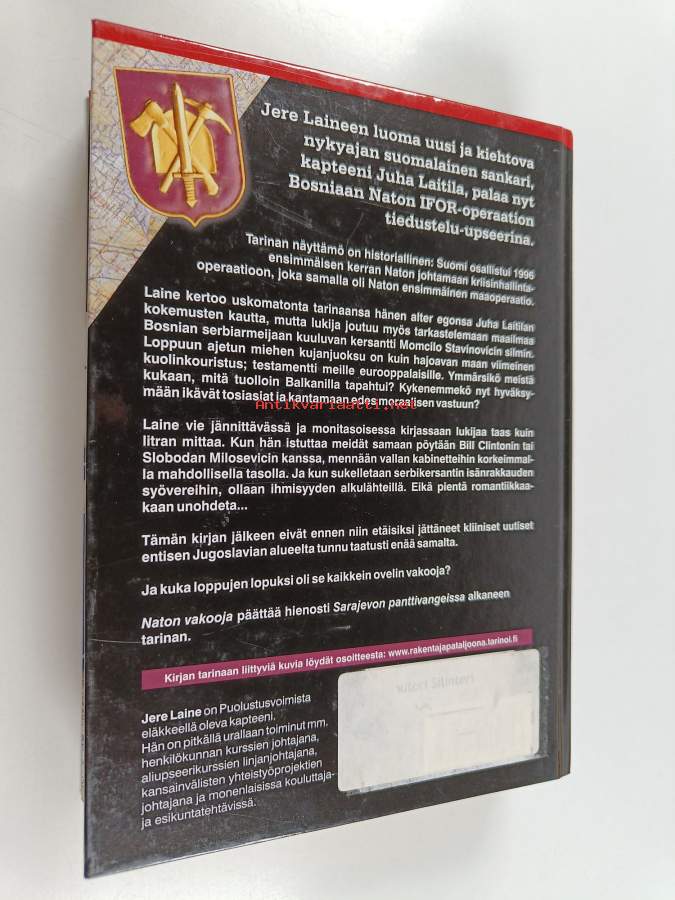 Jere Laineen luoma uusi ja kiehtova
nykyajan suomalainen sankari,
kapteeni Juha Laitila, palaa nyt
Bosniaan Naton IFOR-operaation
tiedustelu-upseerina.
Tarinan näyttämö on historiallinen: Suomi osallistui 1996
ensimmäisen kerran Naton johtamaan kriisinhallinta-
operaatioon, joka samalla oli Naton ensimmäinen maaoperaatio.
Laine kertoo uskomatonta tarinaansa hänen alter egonsa Juha Laitilan
kokemusten kautta, mutta lukija joutuu myös tarkastelemaan maailmaa
Bosnian serbiarmeijaan kuuluvan kersantti Momcilo Stavinovicin silmin.
Loppuun ajetun miehen kujanjuoksu on kuin hajoavan maan viimeinen
kuolinkouristus; testamentti meille eurooppalaisille. Ymmärsikö meistä
kukaan, mitä tuolloin Balkanilla tapahtui? Kykenemmekö nyt hyväksy-
mään ikävät tosiasiat ja kantamaan edes moraalisen vastuun?
Antikvariaatti.net
Laine vie jännittävässä ja monitasoisessa kirjassaan lukijaa taas kuin
litran mittaa. Kun hän istuttaa meidät samaan pöytään Bill Clintonin tai
Slobodan Milosevicin kanssa, mennään vallan kabinetteihin korkeimmal-
la mahdollisella tasolla. Ja kun sukelletaan serbikersantin isänrakkauden
syövereihin, ollaan ihmisyyden alkulähteillä. Eikä pientä romantiikkaa-
kaan unohdeta...
Tämän kirjan jälkeen eivät ennen niin etäisiksi jättäneet kliiniset uutiset
entisen Jugoslavian alueelta tunnu taatusti enää samalta.
Ja kuka loppujen lopuksi oli se kaikkein ovelin vakooja?
Naton vakooja päättää hienosti Sarajevon panttivangeissa alkaneen
tarinan.
Kirjan tarinaan liittyviä kuvia löydät osoitteesta: www.rakentajapataljoona.tarinoi.fi
Jere Laine on Puolustusvoimista
eläkkeellä oleva kapteeni.
Hän on pitkällä urallaan toiminut mm.
henkilökunnan kurssien johtajana,
aliupseerikurssien linjanjohtajana,
kansainvälisten yhteistyöprojektien
johtajana ja monenlaisissa kouluttaja-
ja esikuntatehtävissä.